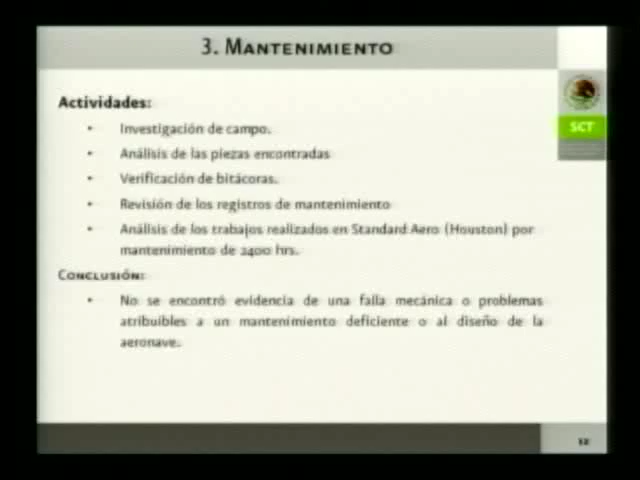 3. MANTENIMIENTO
SCT
Actividades:
• Investigación de campo.
• Análisis de las piezas encontradas
• Verificación de bitácoras.
• Revisión de los registros de mantenimiento
• Análisis de los trabajos realizados en Standard Aero (Houston) por
mantenimiento de 2400 hrs.
CONCLUSIÓN:
• No se encontró evidencia de una falla mecánica o problemas
atribuibles a un mantenimiento deficiente o al diseño de la
aeronave.